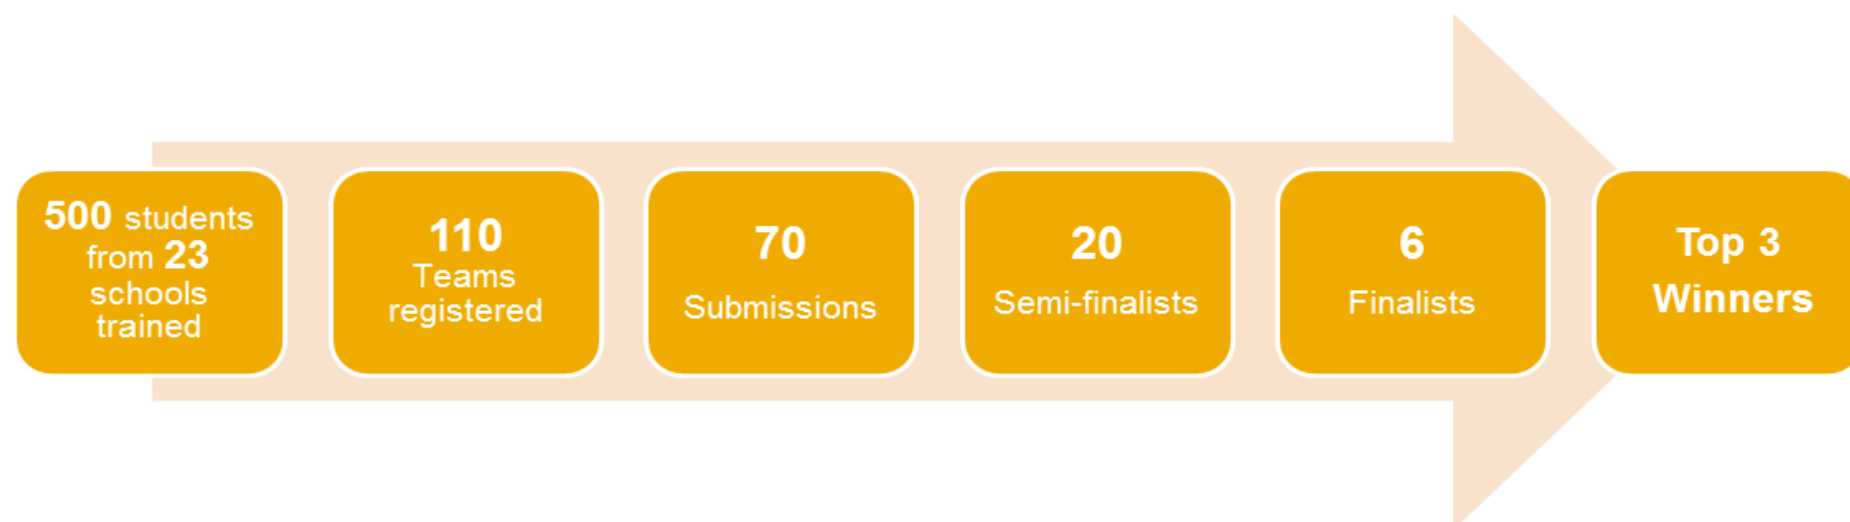 500 students
from 23
schools
trained
110
Teams
registered
70
Submissions
20
Semi-finalists
6
Finalists
Top 3
Winners